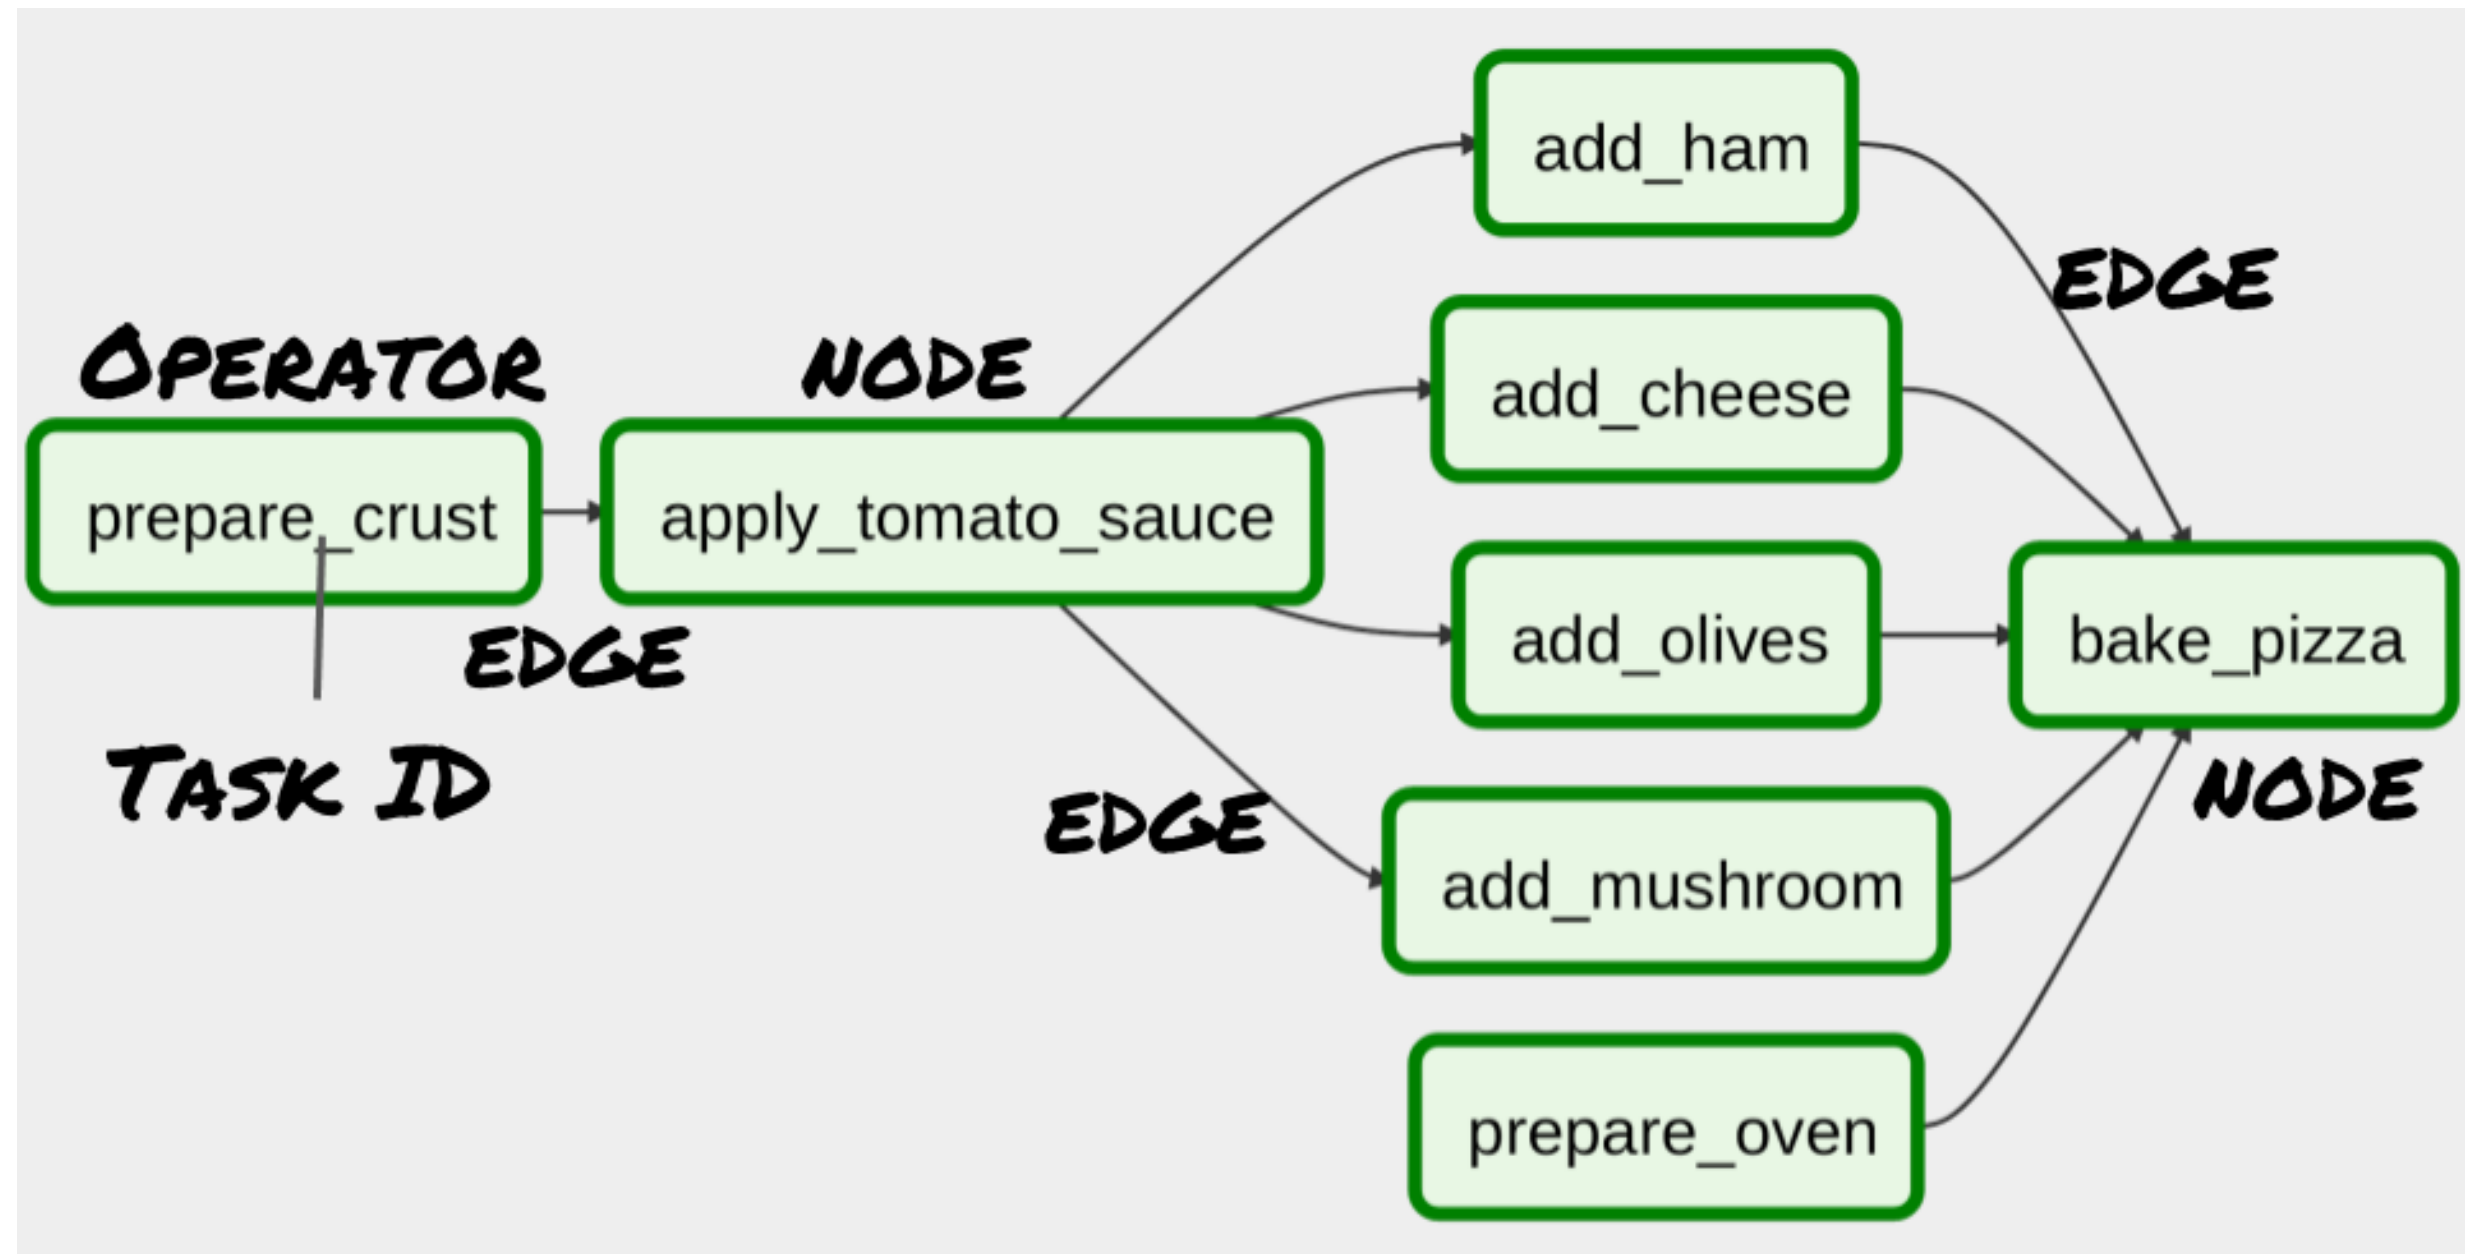 add_ham
EDGE
OPERATOR
NODE
add_cheese
prepare_crust
apply_tomato_sauce
EDGE
add_olives
bake_pizza
TASK ID
EDGE
NODE
add_mushroom
prepare_oven